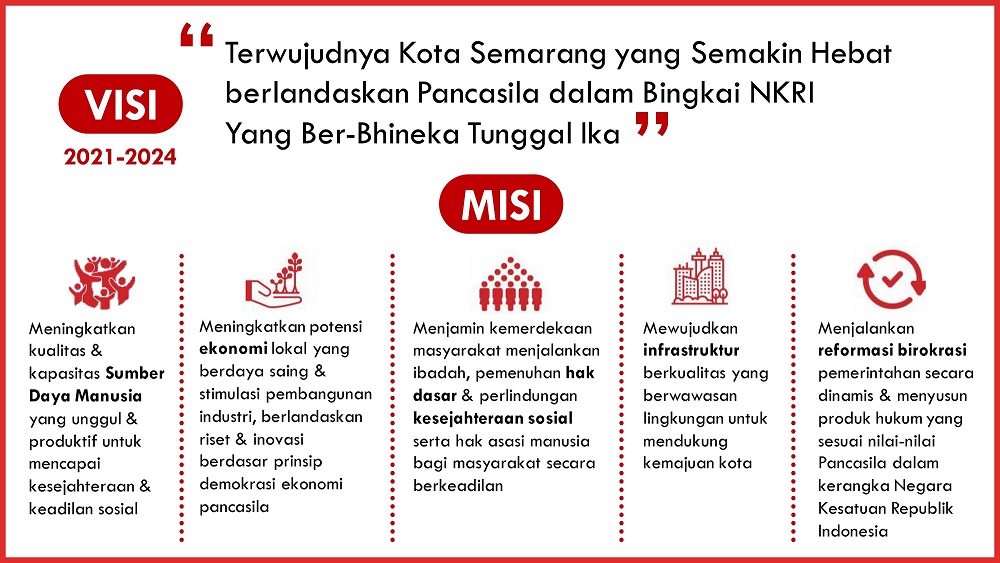 “
Terwujudnya Kota Semarang yang Semakin Hebat
berlandaskan Pancasila dalam Bingkai NKRI
Yang Ber-Bhineka Tunggal Ika ”
VISI
2021-2024
MISI
Meningkatkan
kualitas &
kapasitas Sumber
Daya Manusia
yang unggul &
produktif untuk
mencapai
kesejahteraan &
keadilan sosial
Meningkatkan potensi
ekonomi lokal yang
berdaya saing &
stimulasi pembangunan
industri, berlandaskan
riset & inovasi
berdasar prinsip
demokrasi ekonomi
pancasila
Menjamin kemerdekaan
masyarakat menjalankan
ibadah, pemenuhan hak
dasar & perlindungan
kesejahteraan sosial
serta hak asasi manusia
bagi masyarakat secara
berkeadilan
Mewujudkan
infrastruktur
berkualitas yang
berwawasan
lingkungan untuk
mendukung
kemajuan kota
Menjalankan
reformasi birokrasi
pemerintahan secara
dinamis & menyusun
produk hukum yang
sesuai nilai-nilai
Pancasila dalam
kerangka Negara
Kesatuan Republik
Indonesia